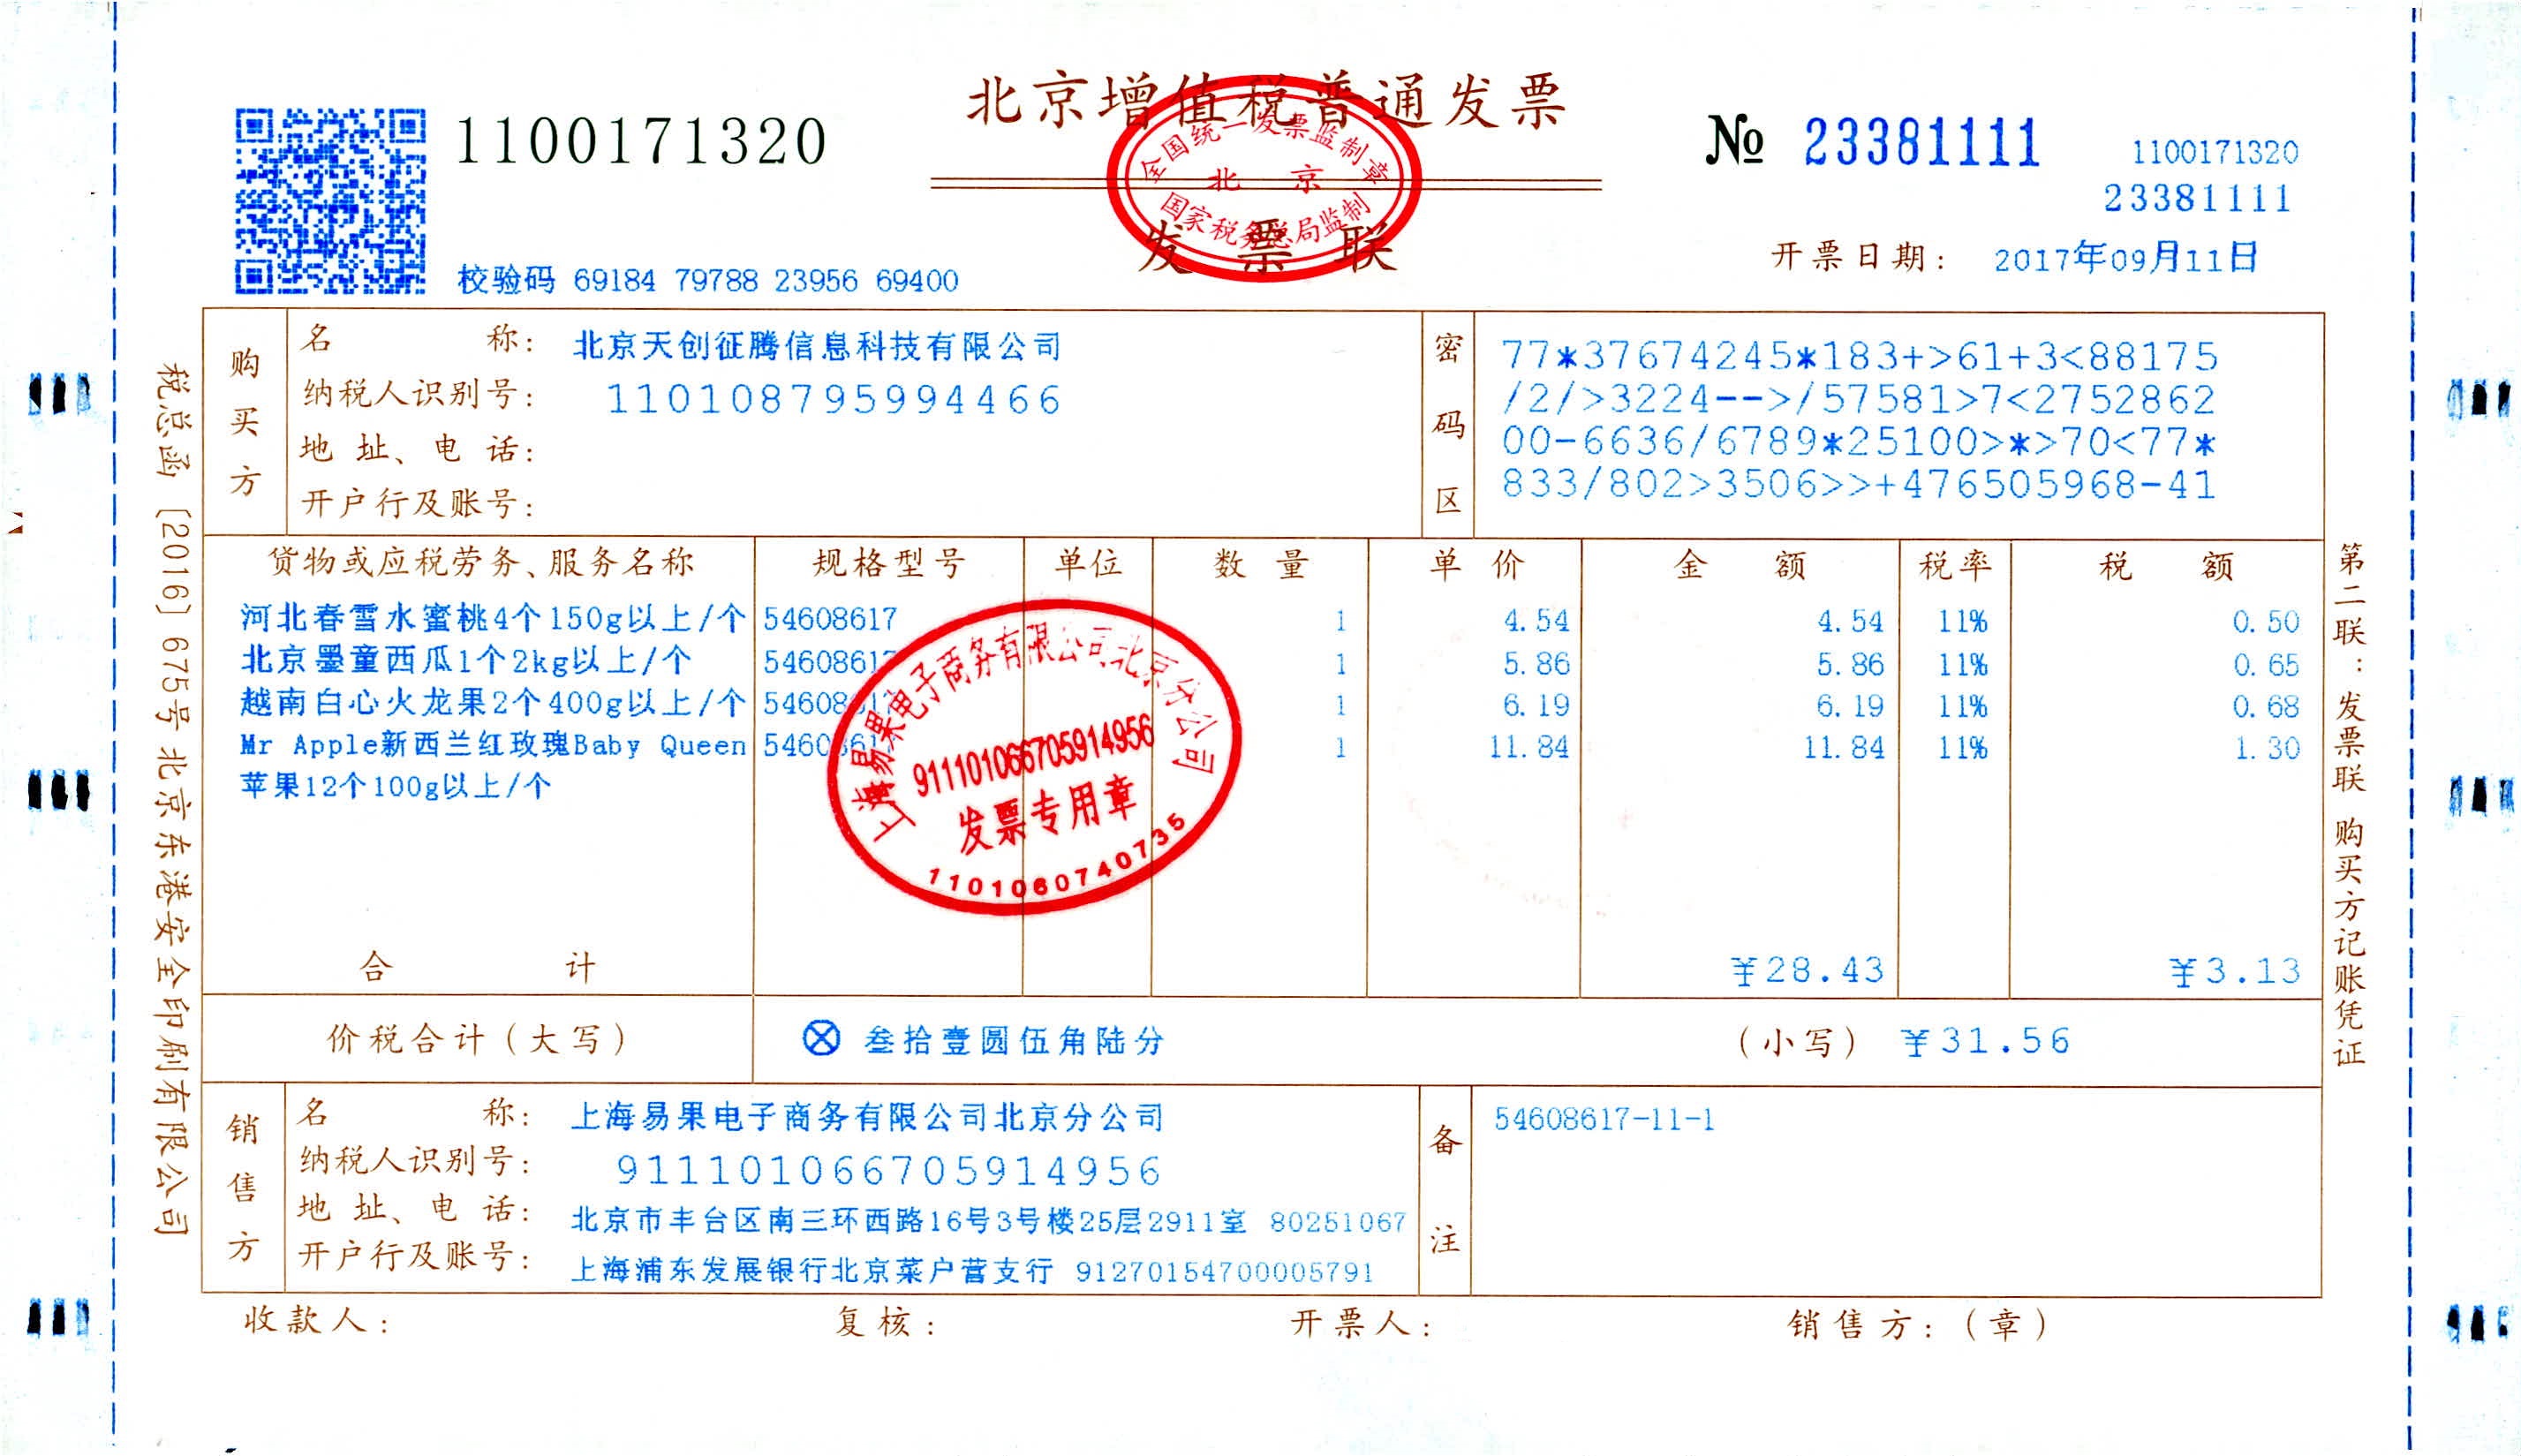 北京增值税普通发票
1100171320
№ 23381111
1100171320
23381111
全国统一发票监制章
北京
国家税务总局监制
发票联
校验码 69184 79788 23956 69400
开票日期: 2017年09月11日
购买方
名称: 北京天创征腾信息科技有限公司
纳税人识别号: 110108795994466
地址、电话:
开户行及账号:
密码区
77*37674245*183+>61+3<88175
/2/>3224-->/57581>7<2752862
00-6636/6789*25100>*>70<77*
833/802>3506>>+476505968-41
货物或应税劳务、服务名称 规格型号 单位 数量 单价 金额 税率 税额
河北春雪水蜜桃4个150g以上/个 54608617 1 4.54 4.54 11% 0.50
北京墨童西瓜1个2kg以上/个 54608617 1 5.86 5.86 11% 0.65
越南白心火龙果2个400g以上/个 54608617 1 6.19 6.19 11% 0.68
Mr Apple新西兰红玫瑰Baby Queen 54608617 1 11.84 11.84 11% 1.30
苹果12个100g以上/个
上海易果电子商务有限公司北京分公司
911101066705914956
发票专用章
1101060740735
合计 ¥28.43 ¥3.13
价税合计(大写) ⊗ 叁拾壹圆伍角陆分 (小写) ¥31.56
销售方
名称: 上海易果电子商务有限公司北京分公司
纳税人识别号: 911101066705914956
地址、电话: 北京市丰台区南三环西路16号3号楼25层2911室 80251067
开户行及账号: 上海浦东发展银行北京菜户营支行 91270154700005791
备注
54608617-11-1
收款人: 复核: 开票人: 销售方:(章)
税总函〔2016〕675号北京东港安全印刷有限公司
第二联:发票联 购买方记账凭证